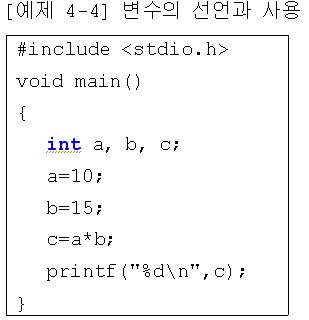 [예제 4-4] 변수의 선언과 사용
#include <stdio.h>
void main()
{
int a, b, c;
a=10;
b=15;
c=a*b;
printf("%d\n",c);
}